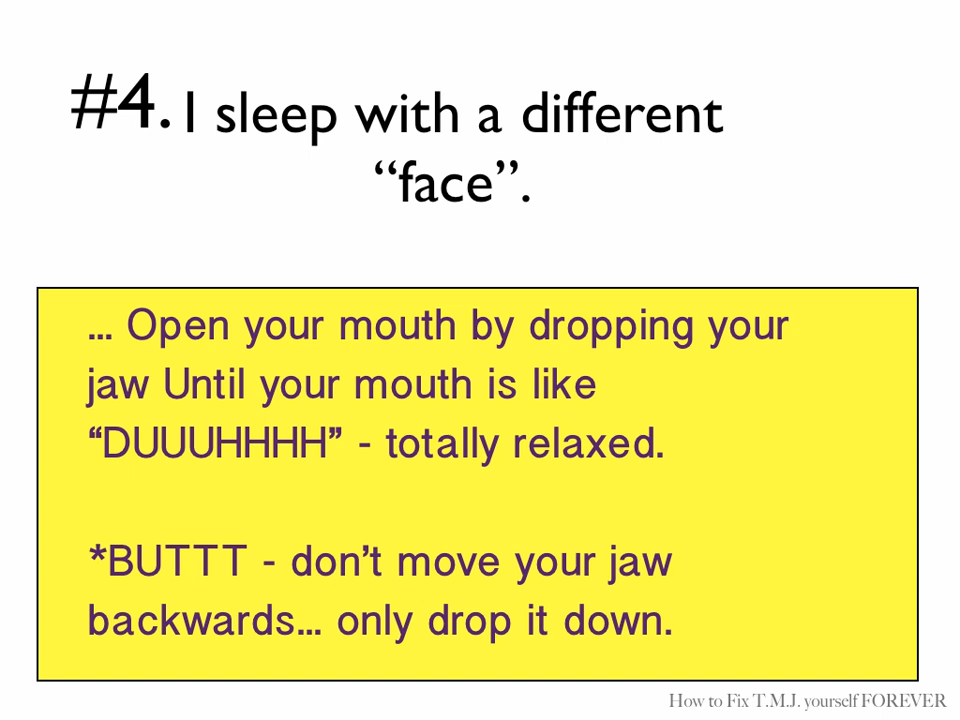 #4. I sleep with a different
“face”.
... Open your mouth by dropping your
jaw Until your mouth is like
“DUUUHHHH” - totally relaxed.
*BUTTT - don’t move your jaw
backwards... only drop it down.
How to Fix T.M.J. yourself FOREVER